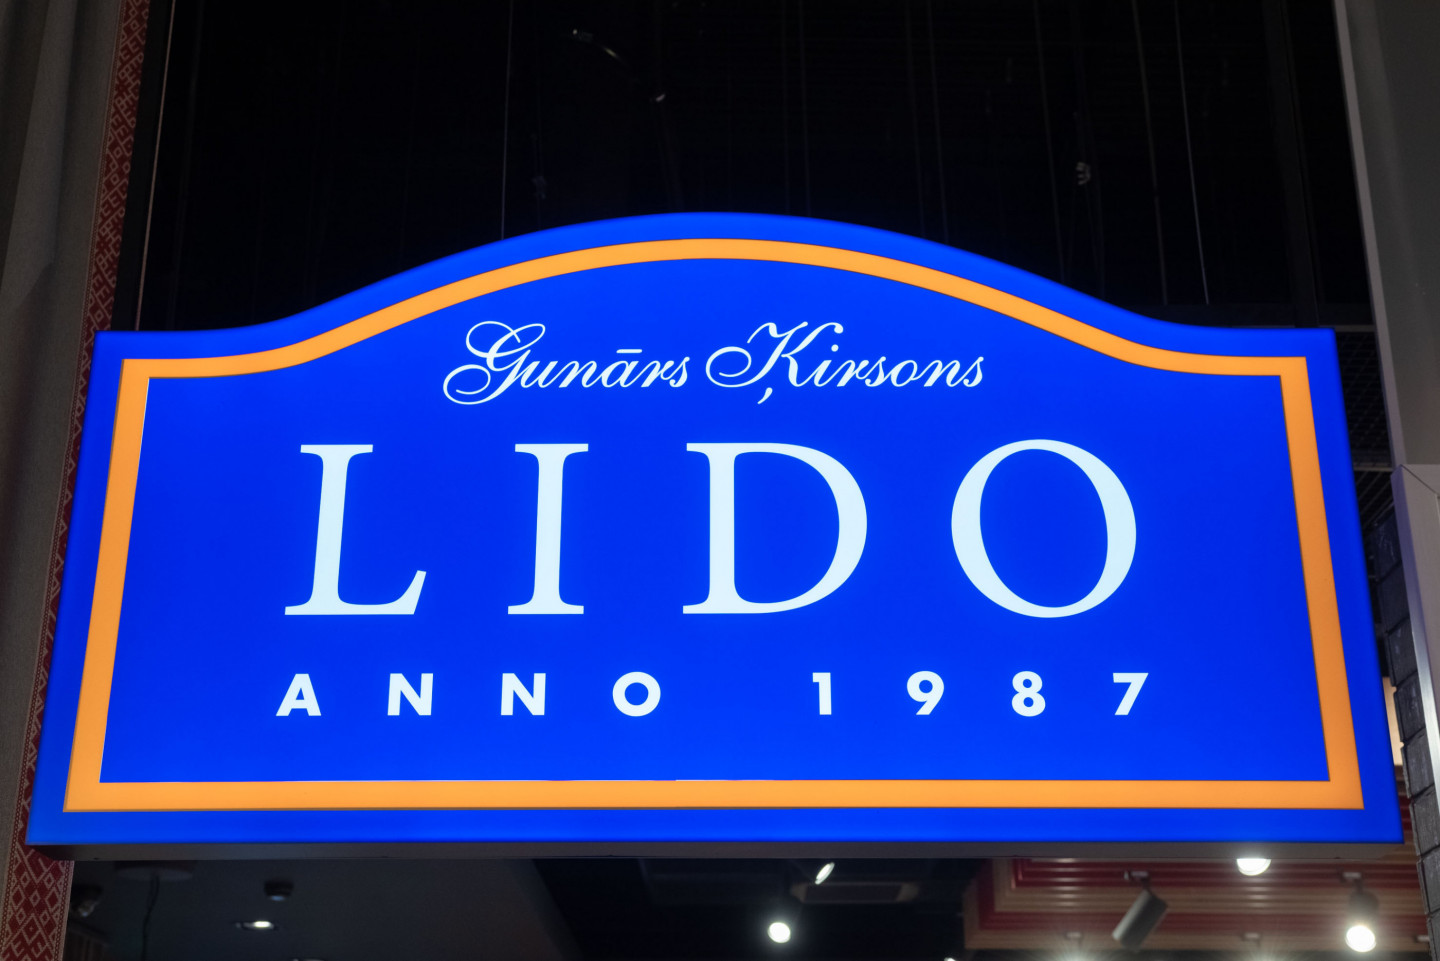 Gunārs Ķirsons
LIDO
ANNO 1987